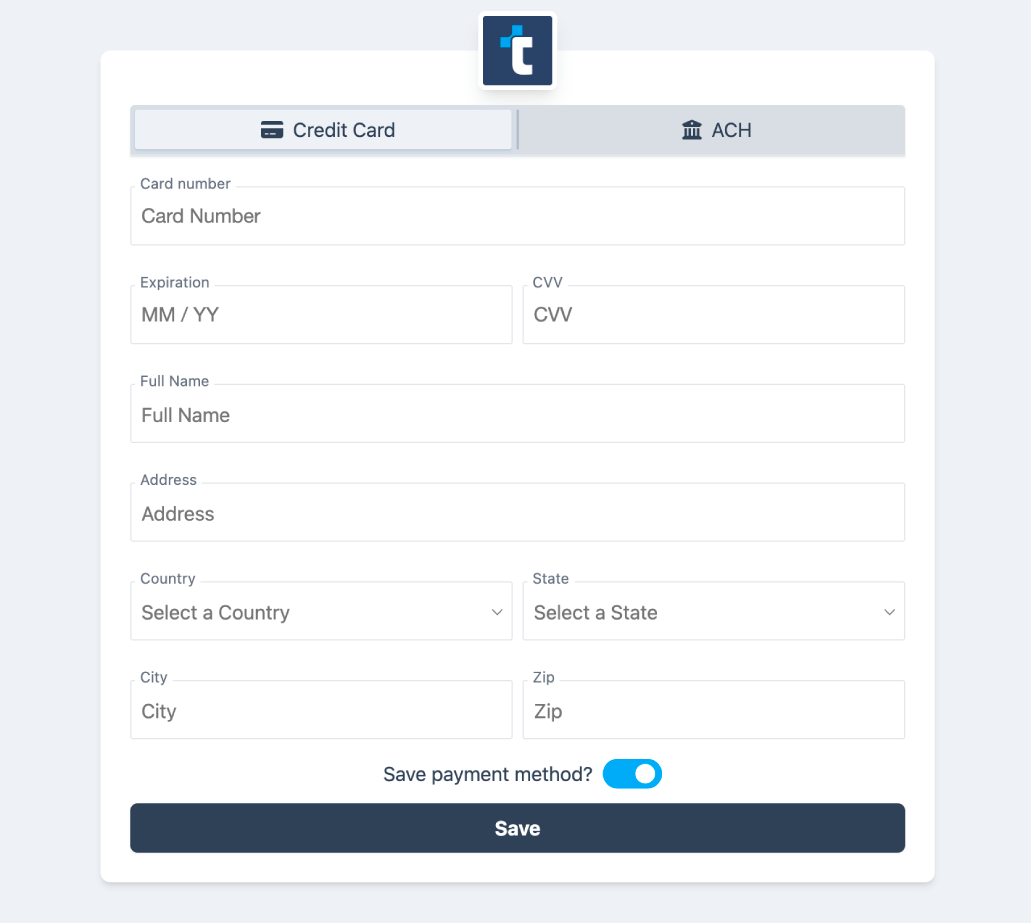 t
Credit Card ACH
Card number
Card Number
Expiration CVV
MM / YY CVV
Full Name
Full Name
Address
Address
Country State
Select a Country Select a State
City Zip
City Zip
Save payment method?
Save